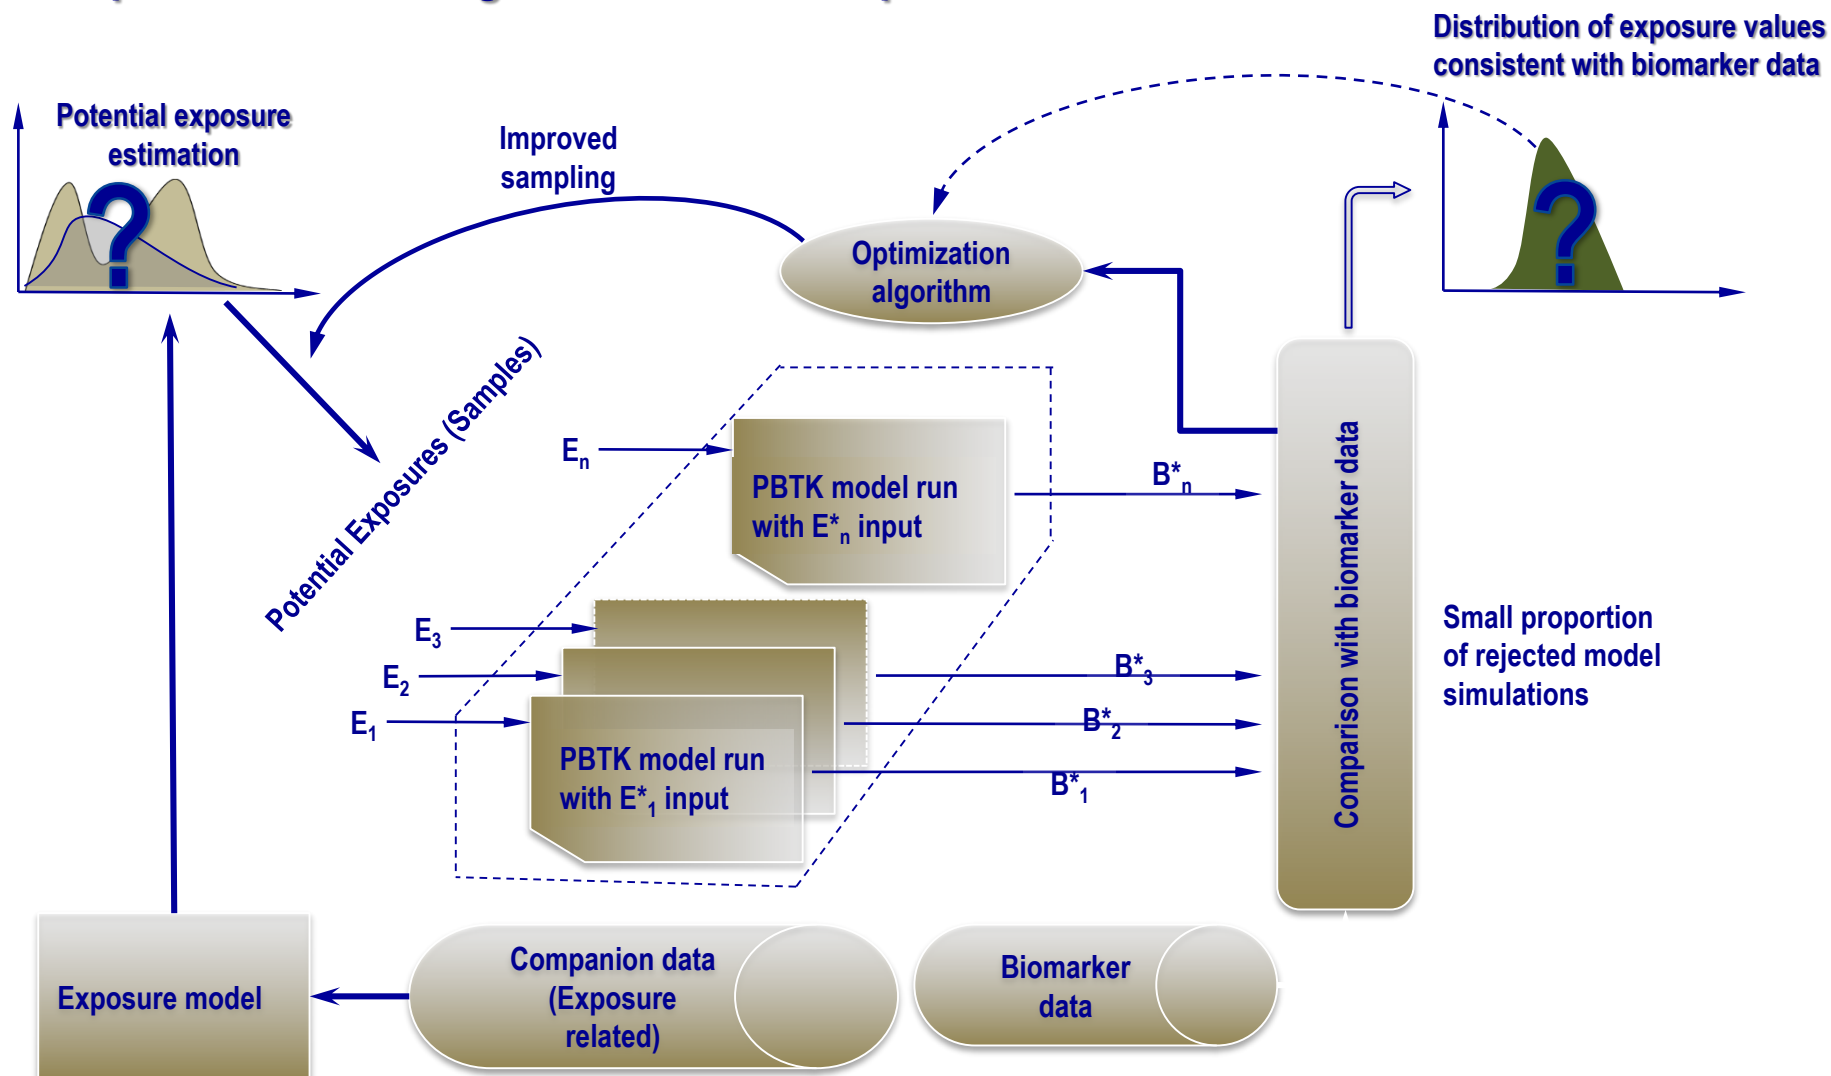 Distribution of exposure values
consistent with biomarker data
Potential exposure
estimation
?
Improved
sampling
?
Optimization
algorithm
Potential Exposures (Samples)
Eₙ
PBTK model run
with E*ₙ input
B*ₙ
Comparison with biomarker data
E₃
E₂
E₁
PBTK model run
with E*₁ input
B*₃
B*₂
B*₁
Small proportion
of rejected model
simulations
Exposure model
Companion data
(Exposure
related)
Biomarker
data